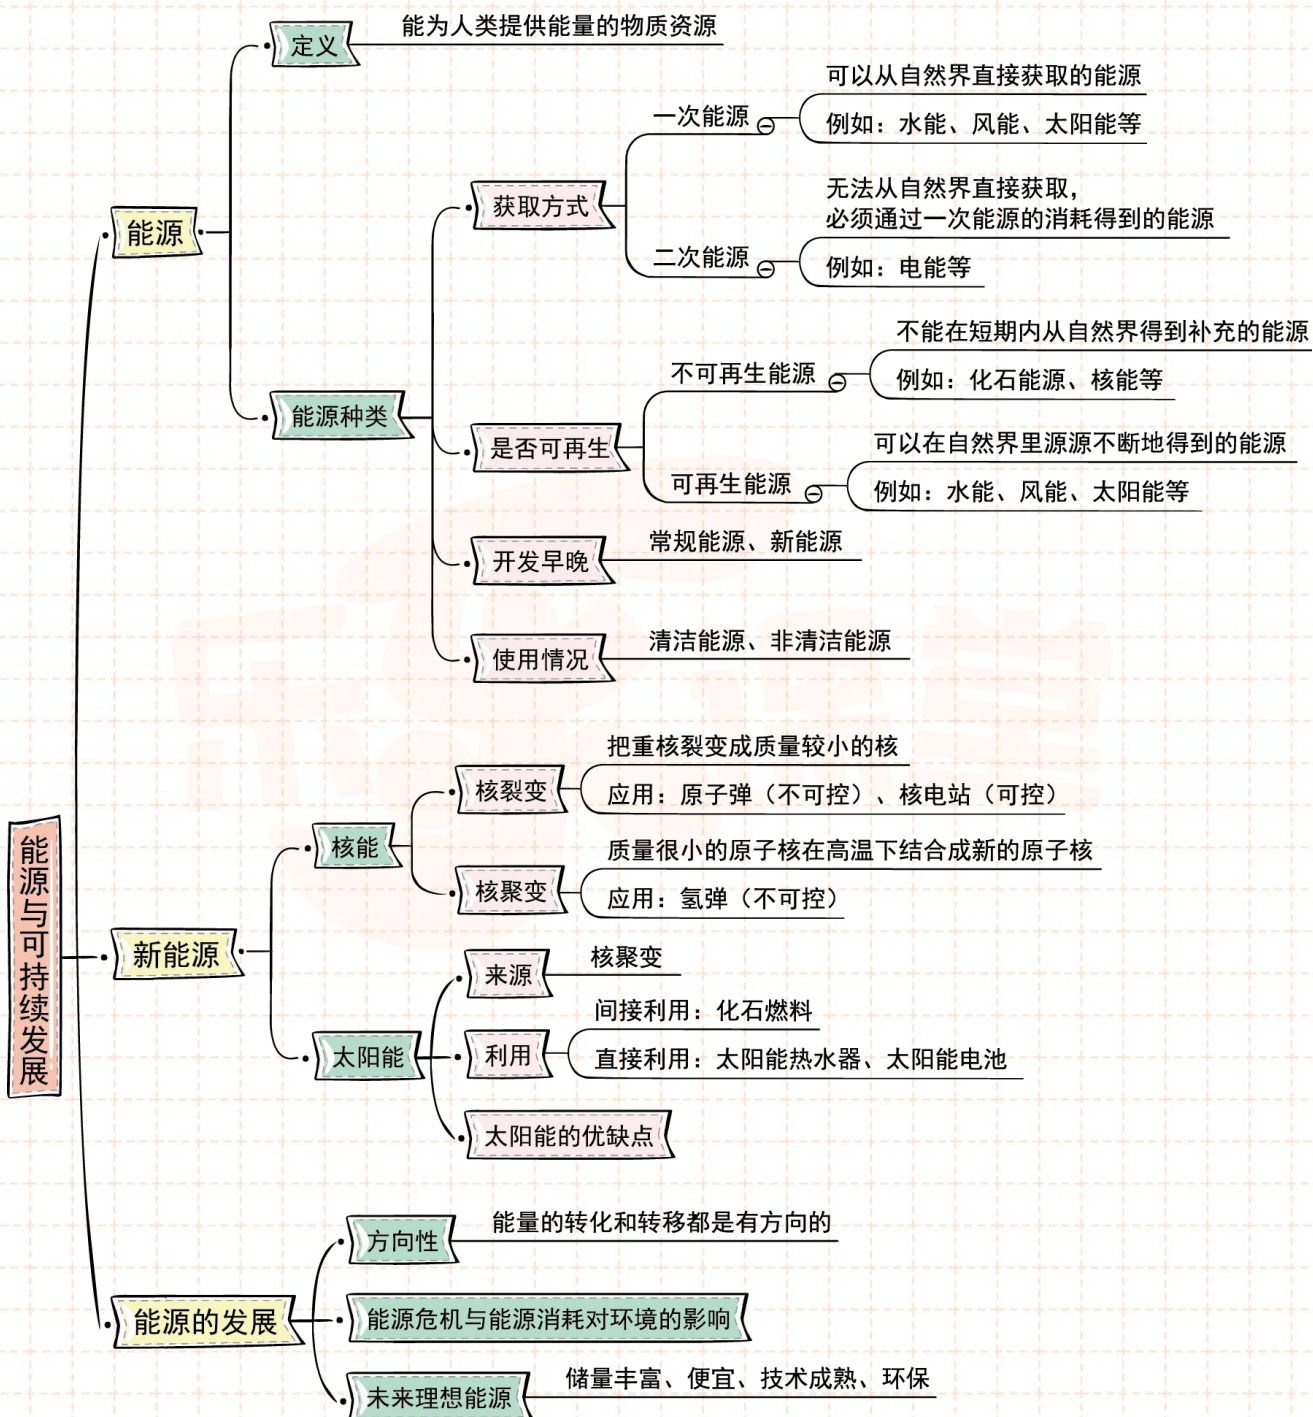 能源与可持续发展
能源
定义
能为人类提供能量的物质资源
能源种类
获取方式
一次能源
可以从自然界直接获取的能源
例如：水能、风能、太阳能等
二次能源
无法从自然界直接获取，
必须通过一次能源的消耗得到的能源
例如：电能等
是否可再生
不可再生能源
不能在短期内从自然界得到补充的能源
例如：化石能源、核能等
可再生能源
可以在自然界里源源不断地得到的能源
例如：水能、风能、太阳能等
开发早晚
常规能源、新能源
使用情况
清洁能源、非清洁能源
新能源
核能
核裂变
把重核裂变成质量较小的核
应用：原子弹（不可控）、核电站（可控）
核聚变
质量很小的原子核在高温下结合成新的原子核
应用：氢弹（不可控）
太阳能
来源
核聚变
利用
间接利用：化石燃料
直接利用：太阳能热水器、太阳能电池
太阳能的优缺点
能源的发展
方向性
能量的转化和转移都是有方向的
能源危机与能源消耗对环境的影响
未来理想能源
储量丰富、便宜、技术成熟、环保